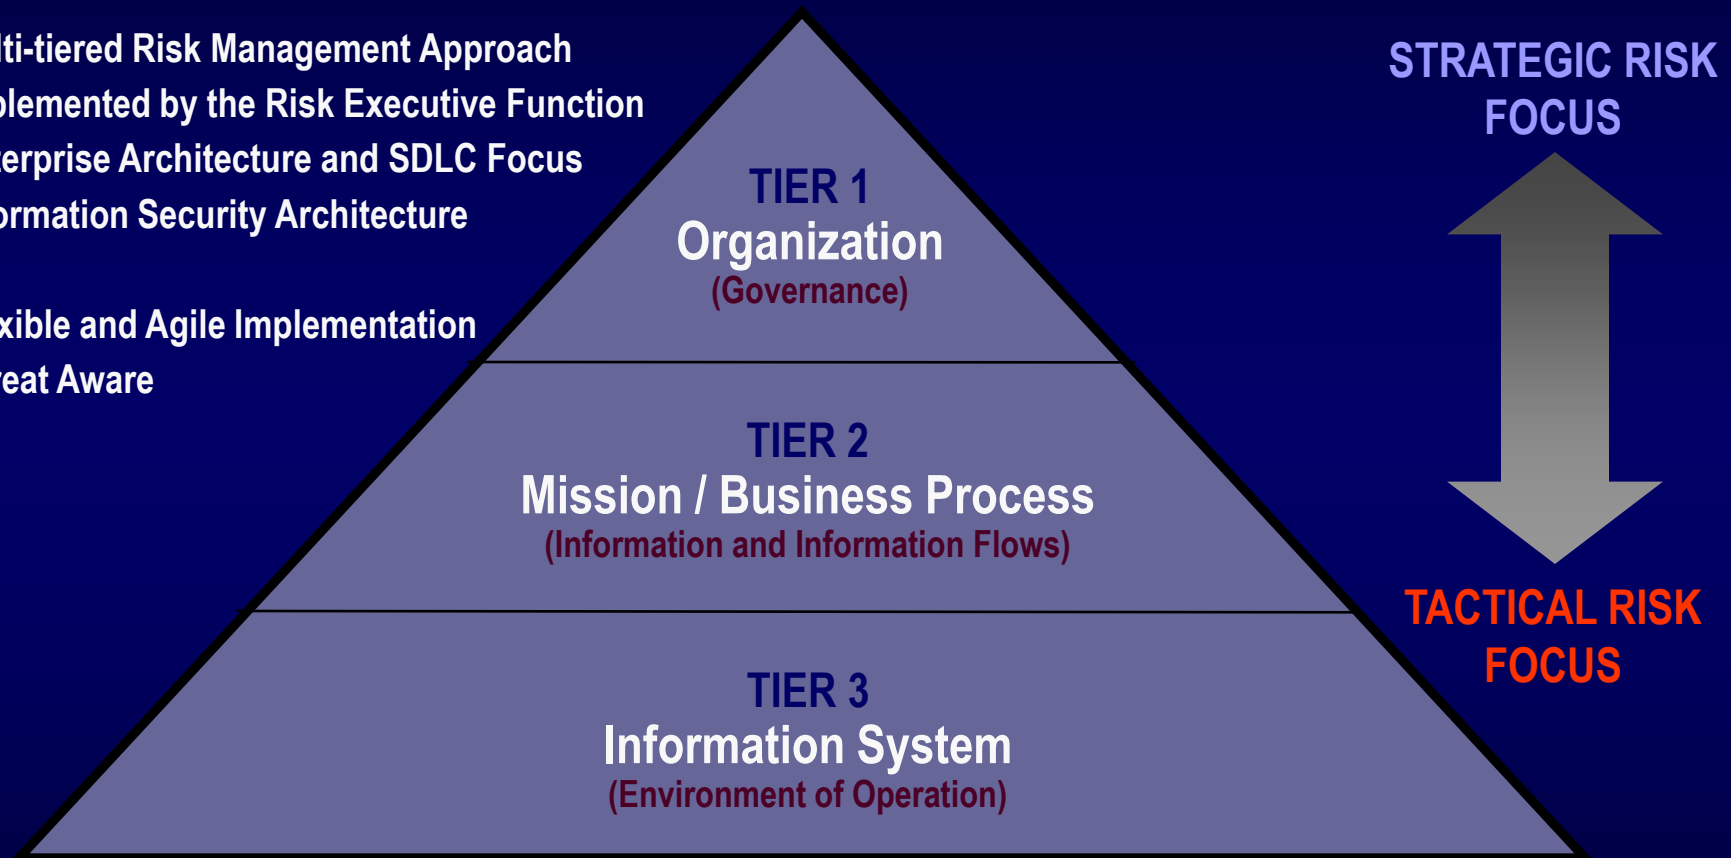 lti-tiered Risk Management Approach
plemented by the Risk Executive Function
terprise Architecture and SDLC Focus
ormation Security Architecture
xible and Agile Implementation
reat Aware
TIER 1
Organization
(Governance)
TIER 2
Mission / Business Process
(Information and Information Flows)
TIER 3
Information System
(Environment of Operation)
STRATEGIC RISK
FOCUS
TACTICAL RISK
FOCUS